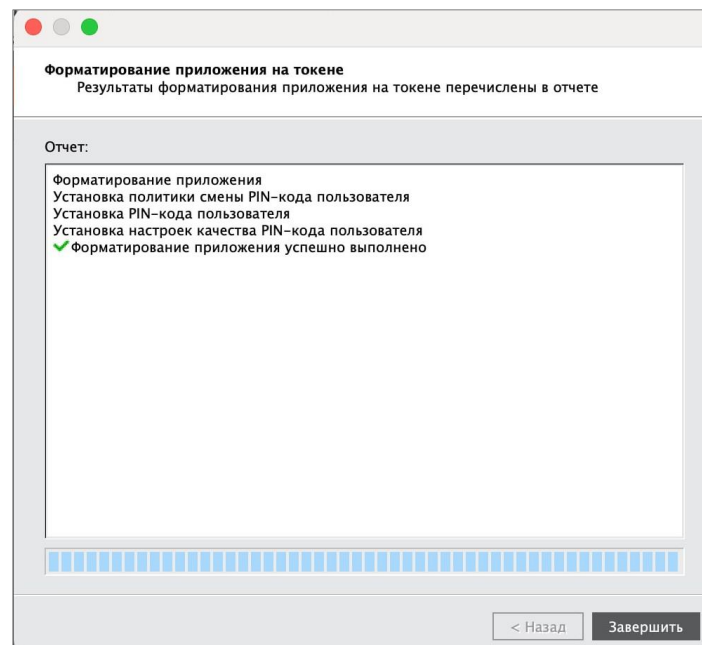 Форматирование приложения на токене
Результаты форматирования приложения на токене перечислены в отчете
Отчет:
Форматирование приложения
Установка политики смены PIN-кода пользователя
Установка PIN-кода пользователя
Установка настроек качества PIN-кода пользователя
Форматирование приложения успешно выполнено
< Назад
Завершить